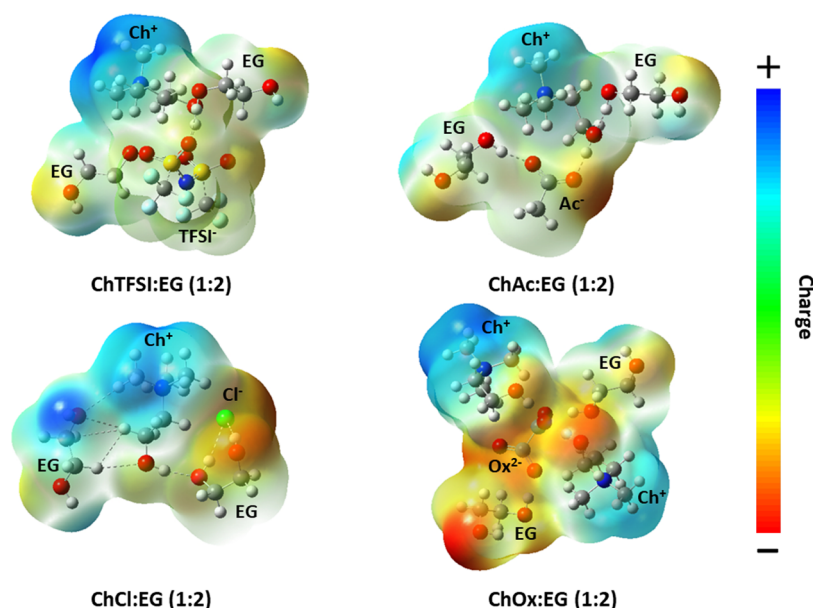 Ch⁺
EG
EG
TFSI⁻
ChTFSI:EG (1:2)
Ch⁺
EG
EG
Ac⁻
ChAc:EG (1:2)
Ch⁺
Cl⁻
EG
EG
ChCl:EG (1:2)
Ch⁺
EG
Ox²⁻
Ch⁺
EG
ChOx:EG (1:2)
+
Charge
−